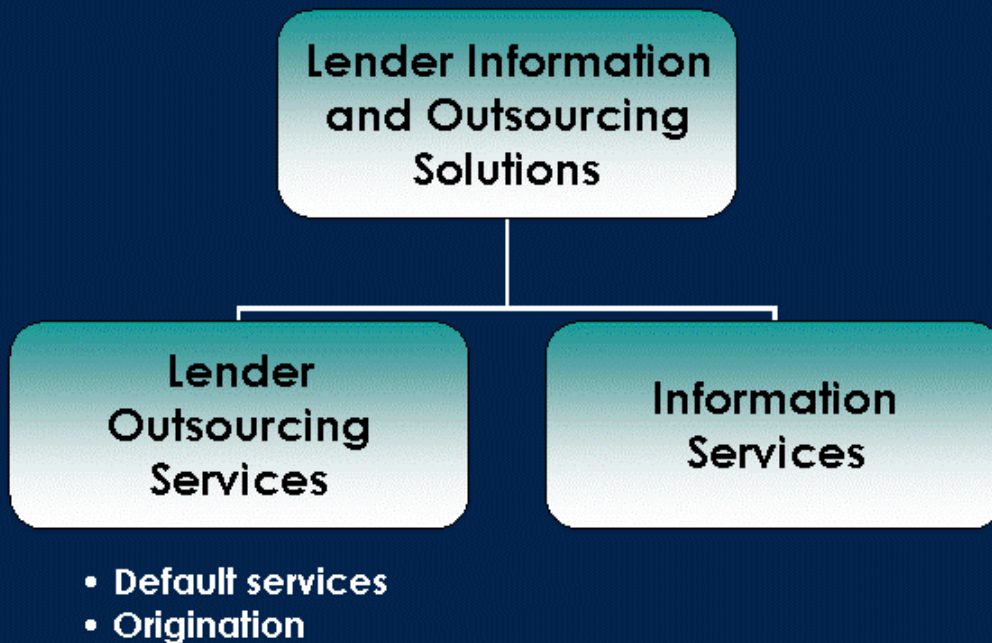 Lender Information
and Outsourcing
Solutions
Lender
Outsourcing
Services
Information
Services
• Default services
• Origination